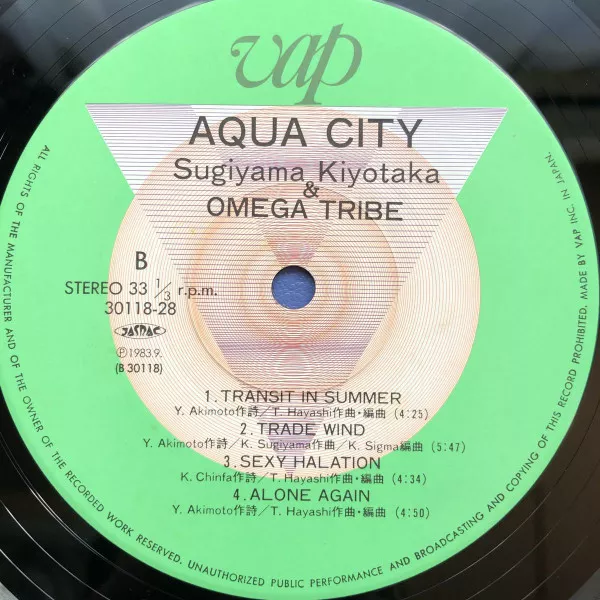 vap
AQUA CITY
Sugiyama Kiyotaka
&
OMEGA TRIBE
B
STEREO 33 1/3 r.p.m.
30118-28
JASRAC
Ⓟ1983.9.
(B 30118)
1. TRANSIT IN SUMMER
Y. Akimoto作詩／T. Hayashi作曲・編曲 (4:25)
2. TRADE WIND
Y. Akimoto作詩／K. Sugiyama作曲／K. Sigma編曲 (5:47)
3. SEXY HALATION
K. Chinfa作詩／T. Hayashi作曲・編曲 (4:34)
4. ALONE AGAIN
Y. Akimoto作詩／T. Hayashi作曲・編曲 (4:50)
ALL RIGHTS OF THE MANUFACTURER AND OF THE OWNER OF THE RECORDED WORK RESERVED. UNAUTHORIZED PUBLIC PERFORMANCE AND BROADCASTING AND COPYING OF THIS RECORD PROHIBITED. MADE BY VAP INC. IN JAPAN.